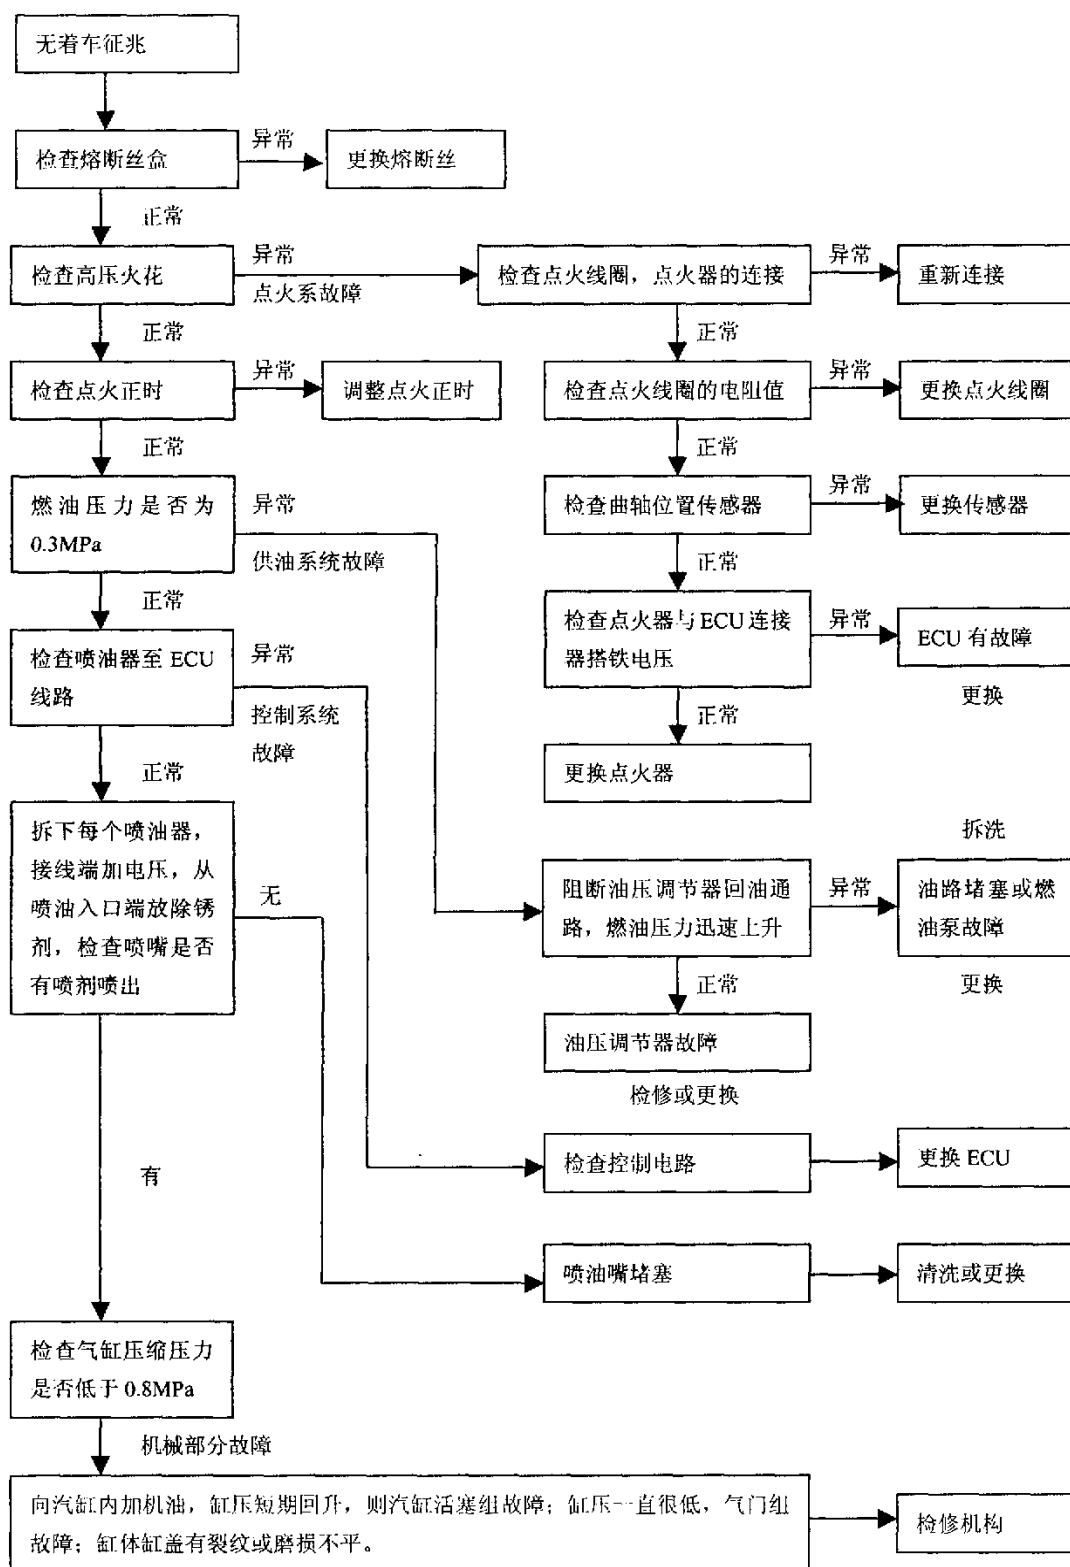 无着车征兆
检查熔断丝盒
异常
更换熔断丝
正常
检查高压火花
异常
点火系故障
检查点火线圈，点火器的连接
异常
重新连接
正常
正常
检查点火正时
异常
调整点火正时
检查点火线圈的电阻值
异常
更换点火线圈
正常
正常
燃油压力是否为
0.3MPa
异常
供油系统故障
检查曲轴位置传感器
异常
更换传感器
正常
正常
检查喷油器至 ECU
线路
异常
控制系统
故障
检查点火器与 ECU 连接
器搭铁电压
异常
ECU 有故障
更换
正常
正常
更换点火器
拆下每个喷油器，
接线端加电压，从
喷油入口端放除锈
剂，检查喷嘴是否
有喷剂喷出
无
阻断油压调节器回油通
路，燃油压力迅速上升
异常
拆洗
油路堵塞或燃
油泵故障
更换
正常
油压调节器故障
检修或更换
有
检查控制电路
更换 ECU
喷油嘴堵塞
清洗或更换
检查气缸压缩压力
是否低于 0.8MPa
机械部分故障
向汽缸内加机油，缸压短期回升，则汽缸活塞组故障；缸压一直很低，气门组
故障；缸体缸盖有裂纹或磨损不平。
检修机构